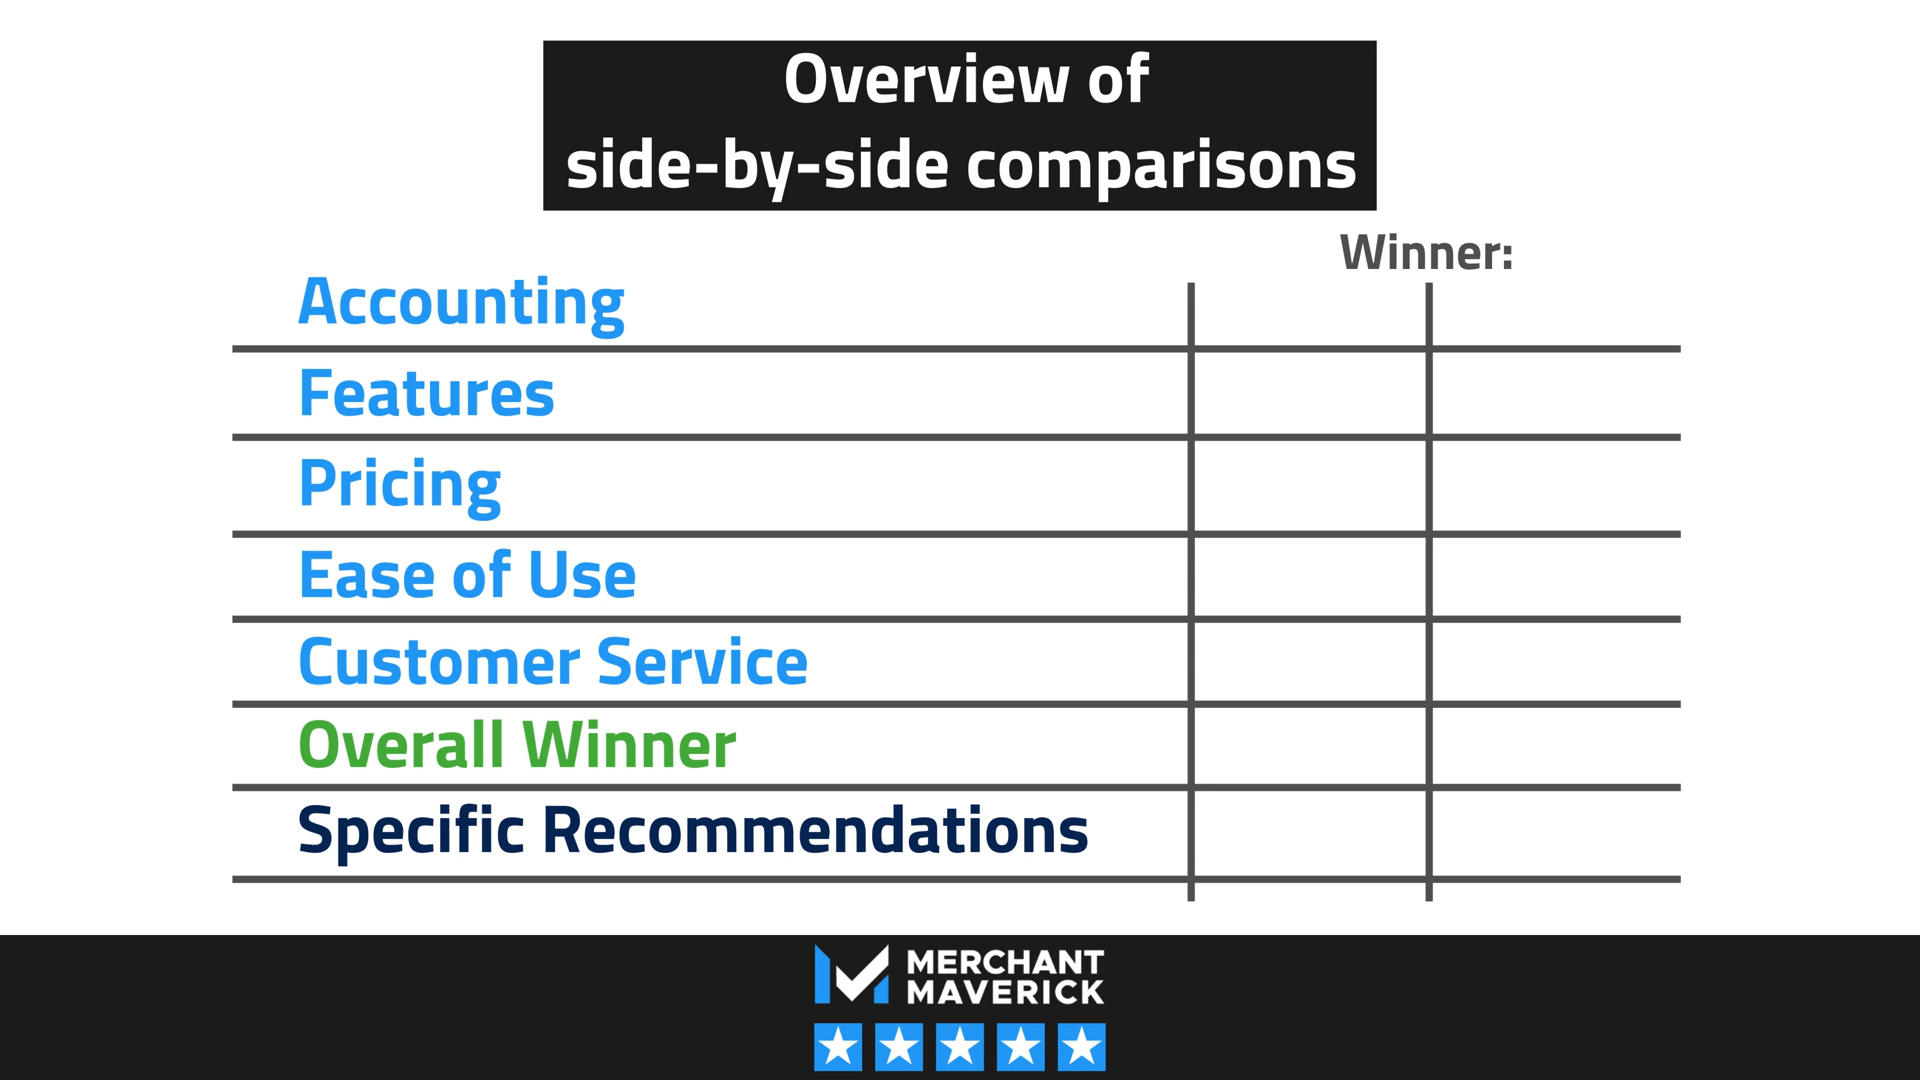 Overview of
side-by-side comparisons
Winner:
Accounting
Features
Pricing
Ease of Use
Customer Service
Overall Winner
Specific Recommendations
MERCHANT
MAVERICK